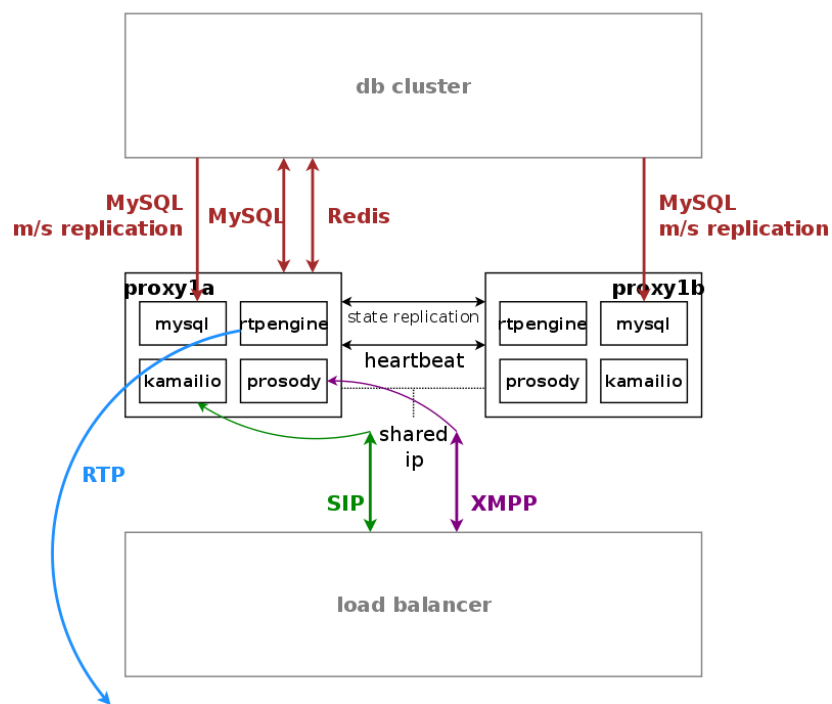 db cluster
MySQL
m/s replication
MySQL
Redis
MySQL
m/s replication
proxy1a
proxy1b
mysql
rtpengine
state replication
rtpengine
mysql
heartbeat
kamailio
prosody
prosody
kamailio
shared
ip
RTP
SIP
XMPP
load balancer